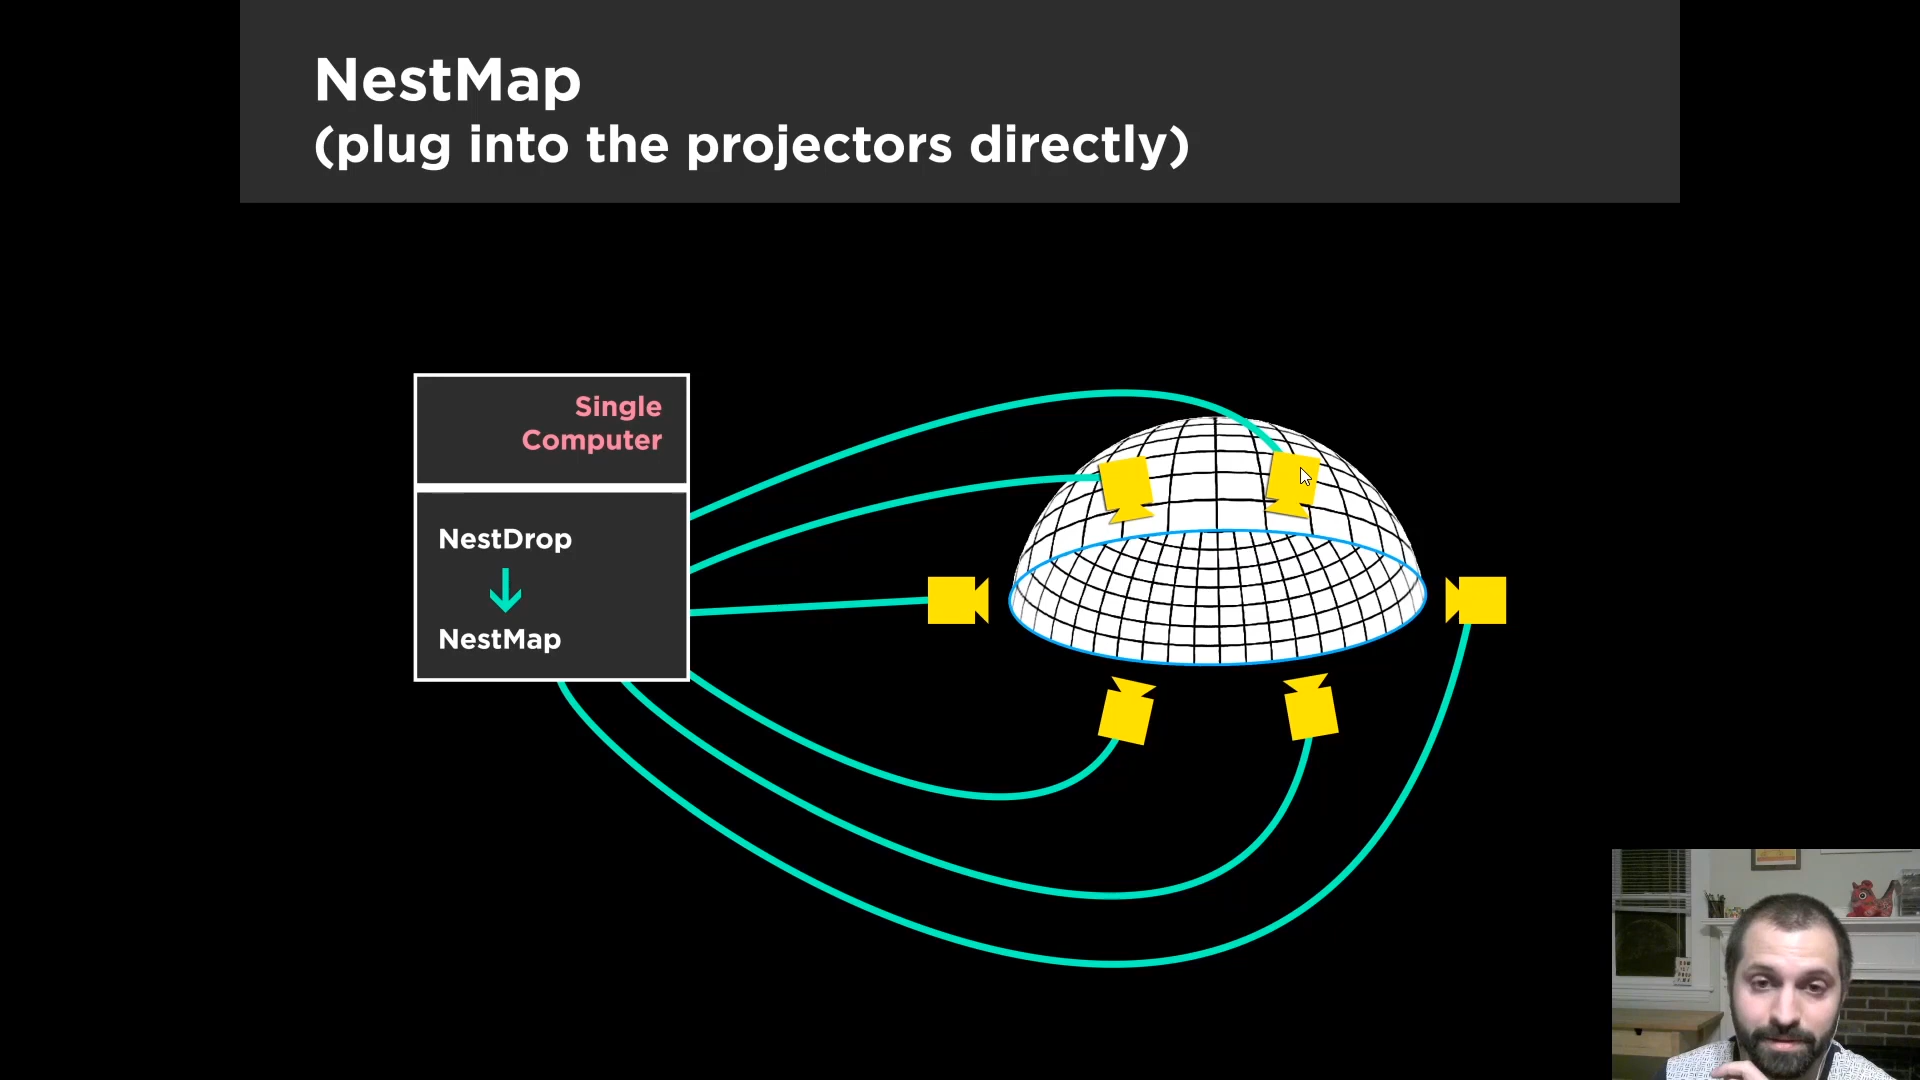 NestMap
(plug into the projectors directly)
Single
Computer
NestDrop
NestMap